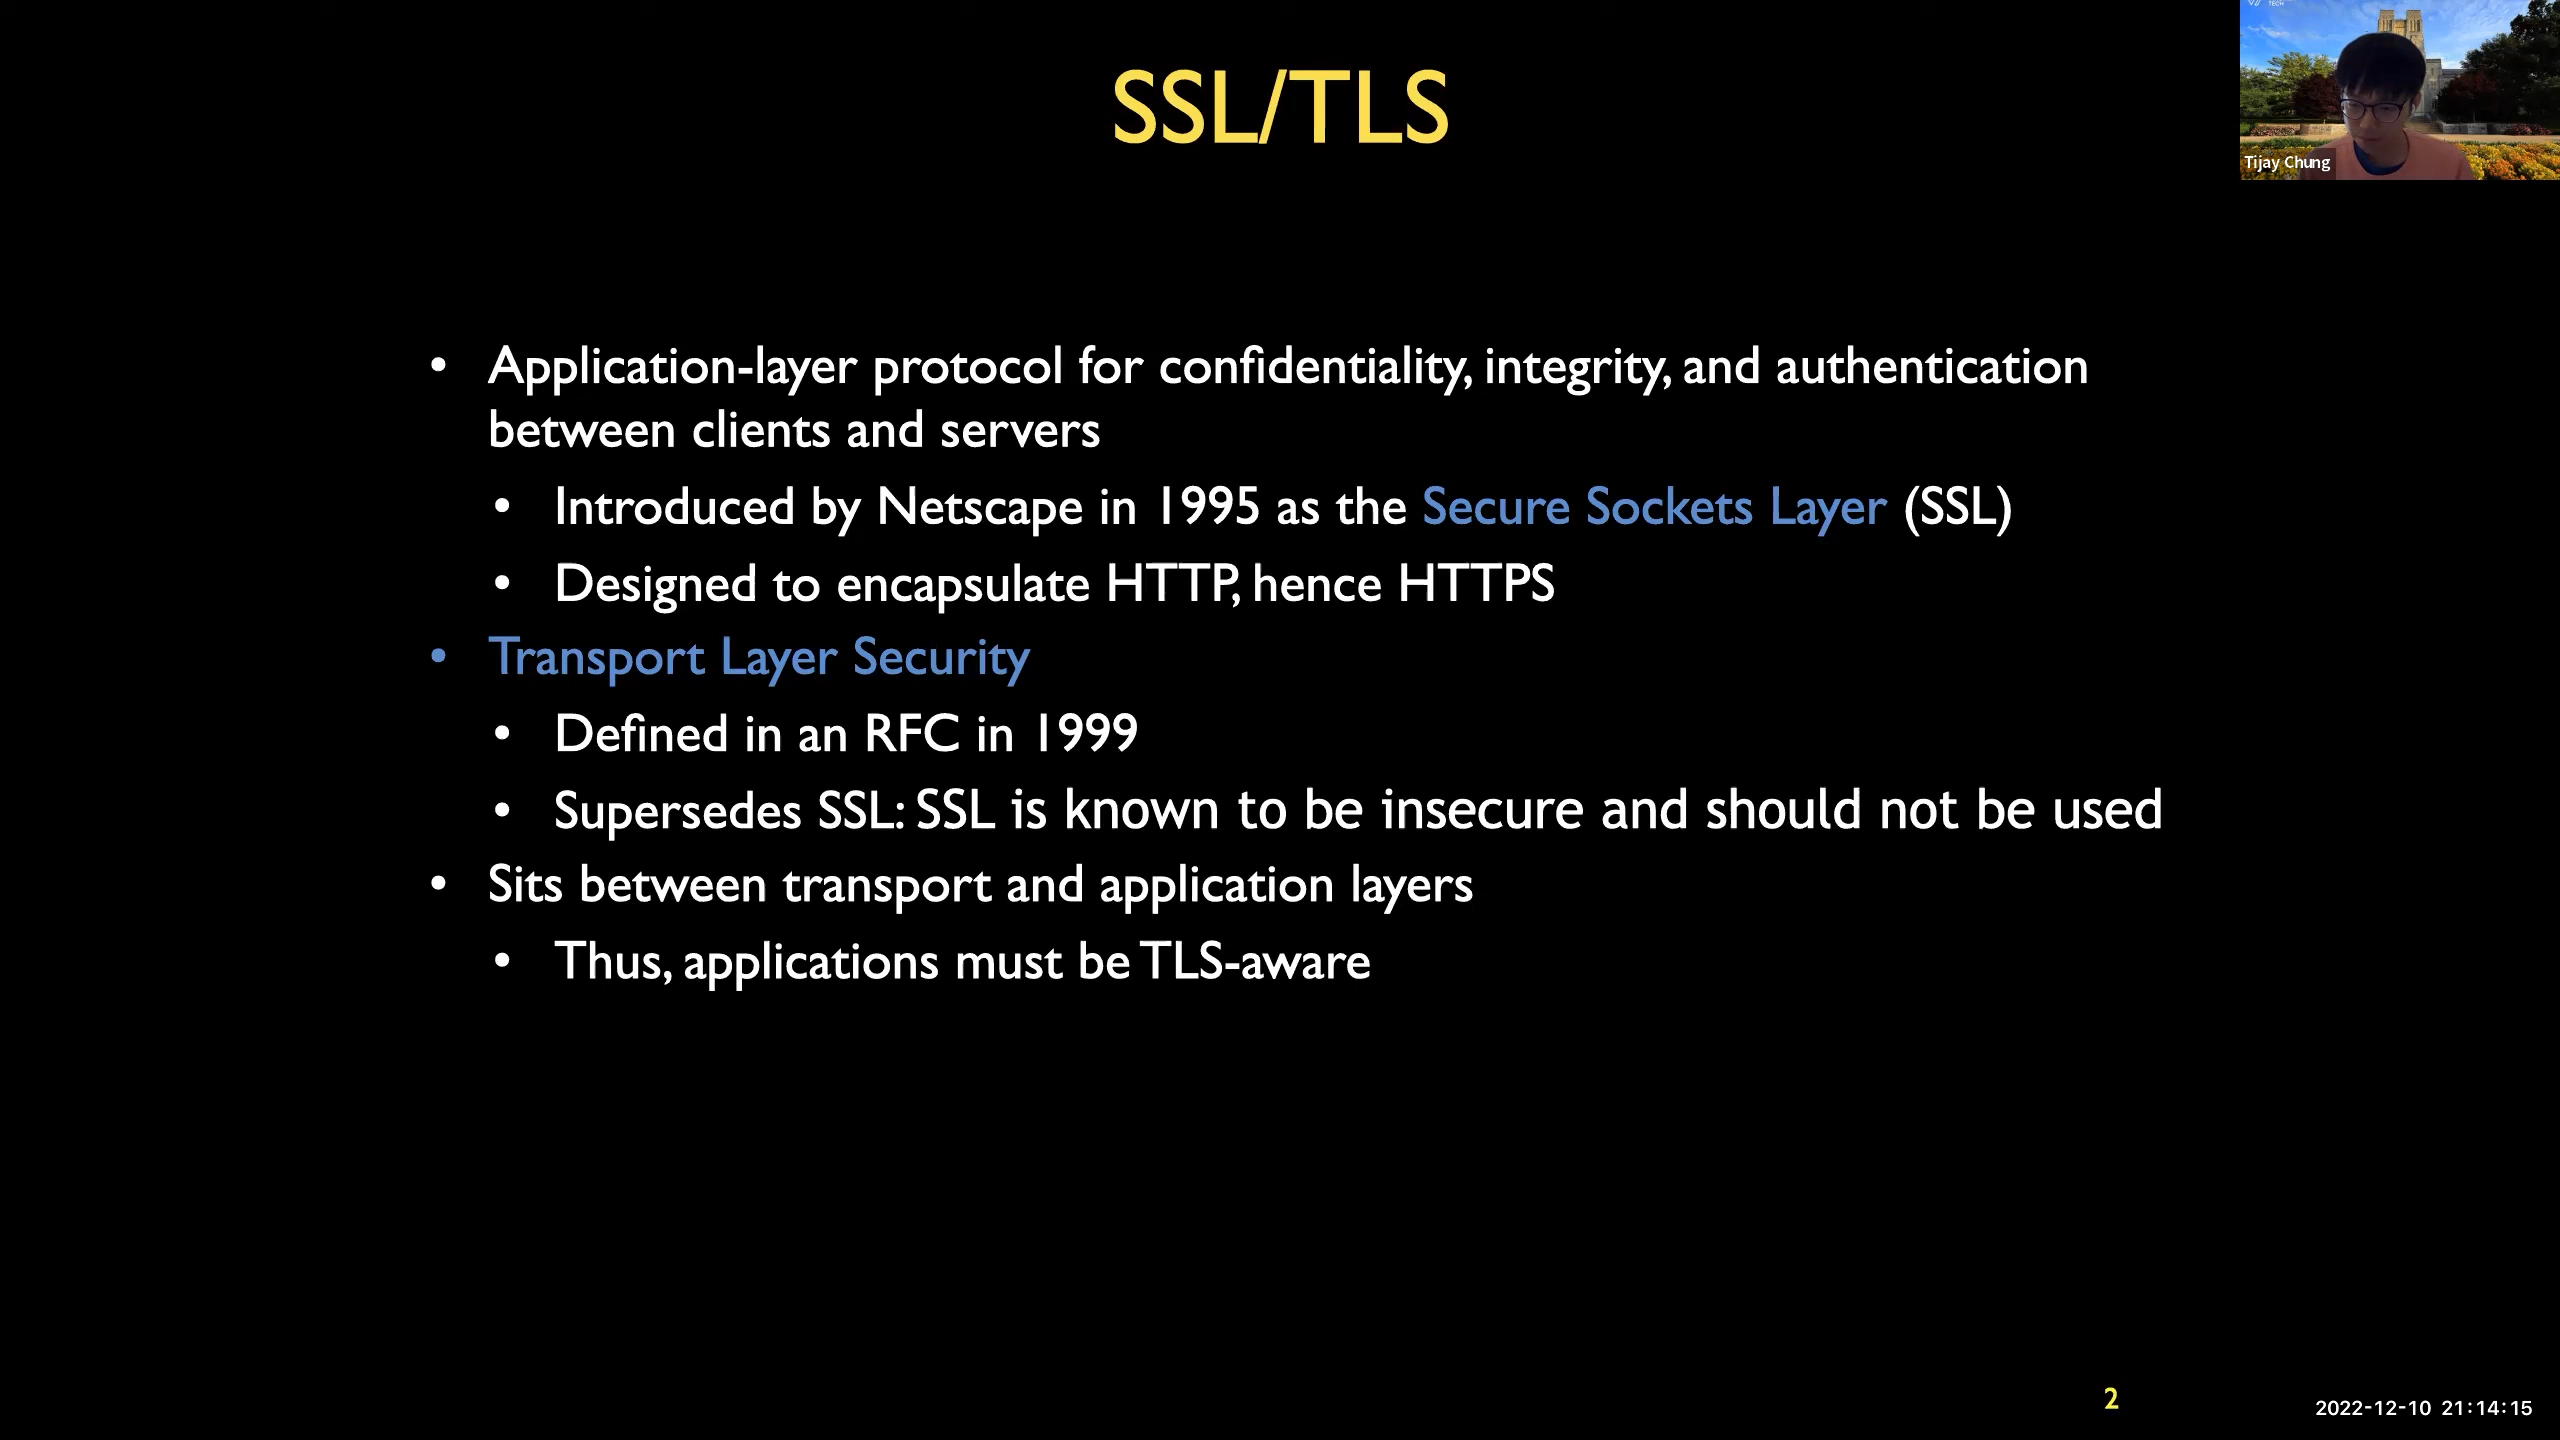 SSL/TLS
TECH
Tijay Chung
• Application-layer protocol for confidentiality, integrity, and authentication
between clients and servers
• Introduced by Netscape in 1995 as the Secure Sockets Layer (SSL)
• Designed to encapsulate HTTP, hence HTTPS
• Transport Layer Security
• Defined in an RFC in 1999
• Supersedes SSL: SSL is known to be insecure and should not be used
• Sits between transport and application layers
• Thus, applications must be TLS-aware
2
2022-12-10 21:14:15